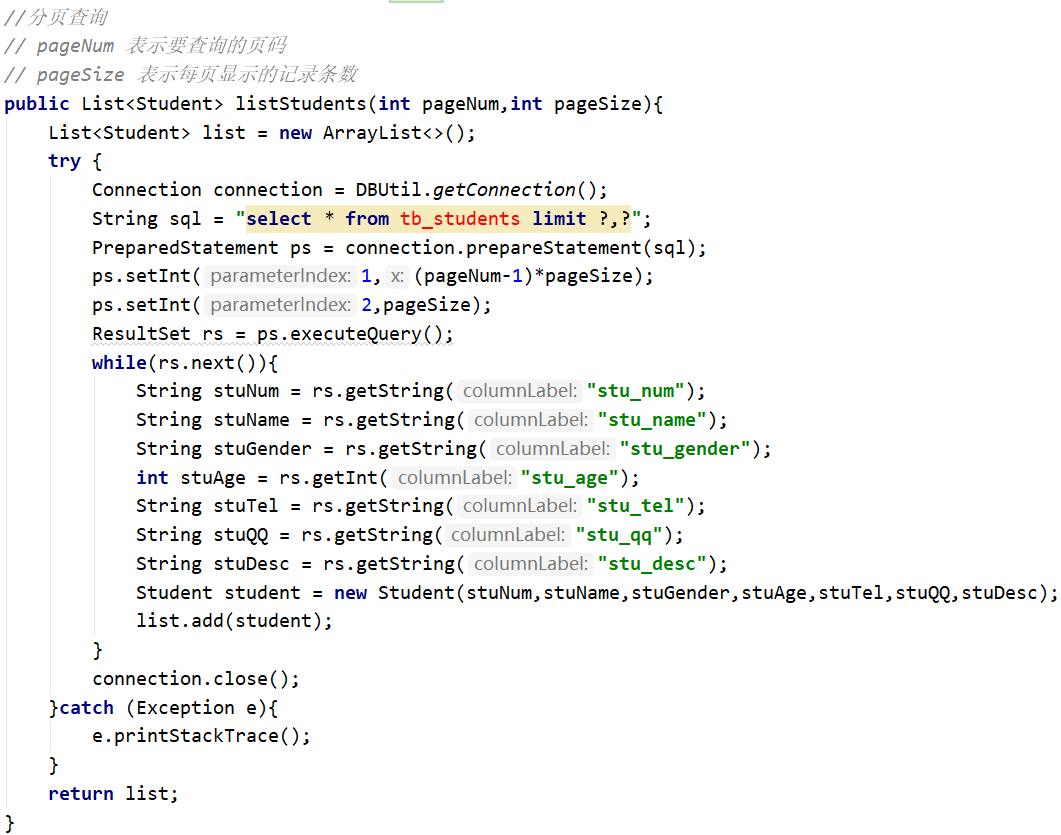 //分页查询
// pageNum 表示要查询的页码
// pageSize 表示每页显示的记录条数
public List<Student> listStudents(int pageNum,int pageSize){
    List<Student> list = new ArrayList<>();
    try {
        Connection connection = DBUtil.getConnection();
        String sql = "select * from tb_students limit ?,?";
        PreparedStatement ps = connection.prepareStatement(sql);
        ps.setInt( parameterIndex: 1, x: (pageNum-1)*pageSize);
        ps.setInt( parameterIndex: 2,pageSize);
        ResultSet rs = ps.executeQuery();
        while(rs.next()){
            String stuNum = rs.getString( columnLabel: "stu_num");
            String stuName = rs.getString( columnLabel: "stu_name");
            String stuGender = rs.getString( columnLabel: "stu_gender");
            int stuAge = rs.getInt( columnLabel: "stu_age");
            String stuTel = rs.getString( columnLabel: "stu_tel");
            String stuQQ = rs.getString( columnLabel: "stu_qq");
            String stuDesc = rs.getString( columnLabel: "stu_desc");
            Student student = new Student(stuNum,stuName,stuGender,stuAge,stuTel,stuQQ,stuDesc);
            list.add(student);
        }
        connection.close();
    }catch (Exception e){
        e.printStackTrace();
    }
    return list;
}